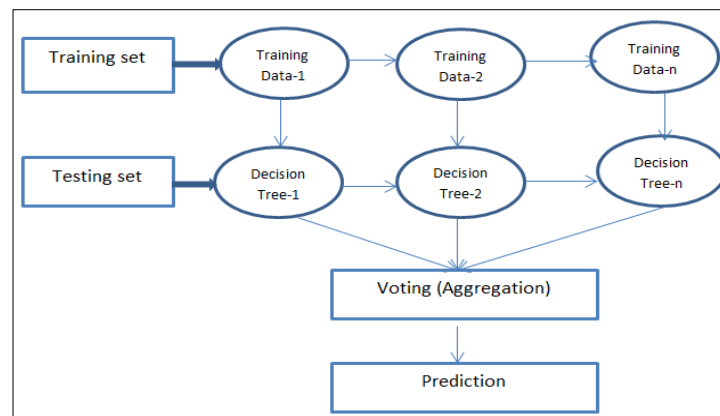 Training set
Training
Data-1
Training
Data-2
Training
Data-n
Testing set
Decision
Tree-1
Decision
Tree-2
Decision
Tree-n
Voting (Aggregation)
Prediction